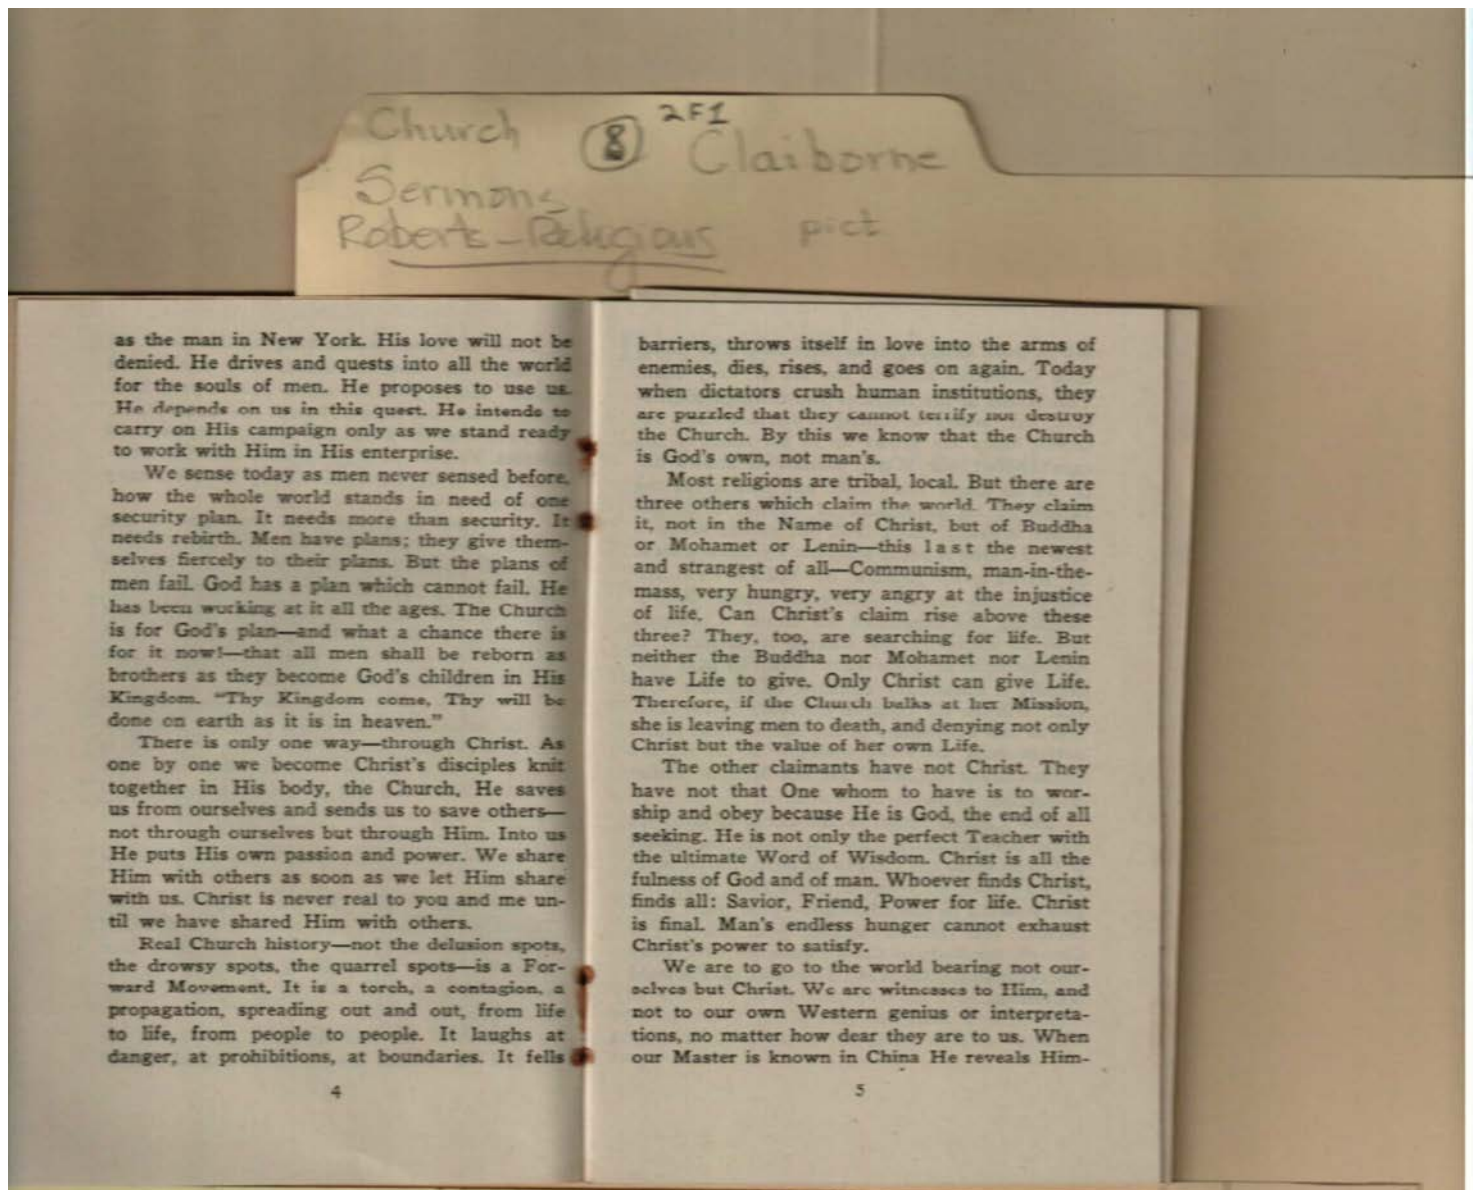 Church ⑧ 2F1 Claiborne
Sermons
Roberts-Religious pict
as the man in New York. His love will not be
denied. He drives and quests into all the world
for the souls of men. He proposes to use us.
He depends on us in this quest. He intends to
carry on His campaign only as we stand ready
to work with Him in His enterprise.
We sense today as men never sensed before,
how the whole world stands in need of one
security plan. It needs more than security. It
needs rebirth. Men have plans; they give them-
selves fiercely to their plans. But the plans of
men fail. God has a plan which cannot fail. He
has been working at it all the ages. The Church
is for God's plan—and what a chance there is
for it now!—that all men shall be reborn as
brothers as they become God's children in His
Kingdom. "Thy Kingdom come, Thy will be
done on earth as it is in heaven."
There is only one way—through Christ. As
one by one we become Christ's disciples knit
together in His body, the Church, He saves
us from ourselves and sends us to save others—
not through ourselves but through Him. Into us
He puts His own passion and power. We share
Him with others as soon as we let Him share
with us. Christ is never real to you and me un-
til we have shared Him with others.
Real Church history—not the delusion spots,
the drowsy spots, the quarrel spots—is a For-
ward Movement. It is a torch, a contagion, a
propagation, spreading out and out, from life
to life, from people to people. It laughs at
danger, at prohibitions, at boundaries. It fells
4
barriers, throws itself in love into the arms of
enemies, dies, rises, and goes on again. Today
when dictators crush human institutions, they
are puzzled that they cannot terrify nor destroy
the Church. By this we know that the Church
is God's own, not man's.
Most religions are tribal, local. But there are
three others which claim the world. They claim
it, not in the Name of Christ, but of Buddha
or Mohamet or Lenin—this last the newest
and strangest of all—Communism, man-in-the-
mass, very hungry, very angry at the injustice
of life. Can Christ's claim rise above these
three? They, too, are searching for life. But
neither the Buddha nor Mohamet nor Lenin
have Life to give. Only Christ can give Life.
Therefore, if the Church balks at her Mission,
she is leaving men to death, and denying not only
Christ but the value of her own Life.
The other claimants have not Christ. They
have not that One whom to have is to wor-
ship and obey because He is God, the end of all
seeking. He is not only the perfect Teacher with
the ultimate Word of Wisdom. Christ is all the
fulness of God and of man. Whoever finds Christ,
finds all: Savior, Friend, Power for life. Christ
is final. Man's endless hunger cannot exhaust
Christ's power to satisfy.
We are to go to the world bearing not our-
selves but Christ. We are witnesses to Him, and
not to our own Western genius or interpreta-
tions, no matter how dear they are to us. When
our Master is known in China He reveals Him-
5